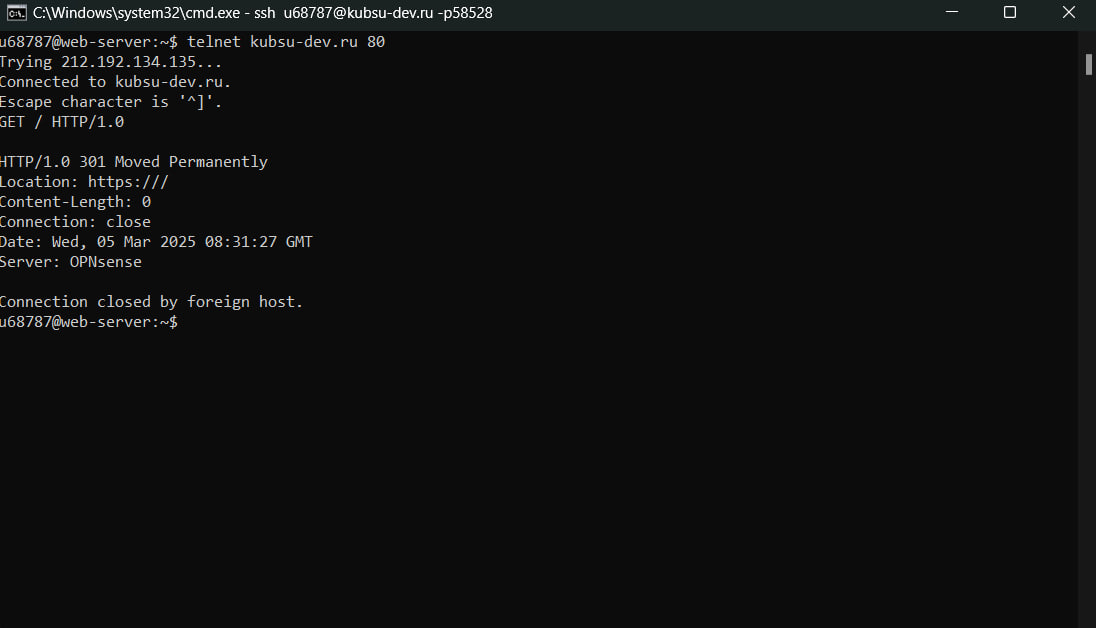 C:\Windows\system32\cmd.exe - ssh u68787@kubsu-dev.ru -p58528
u68787@web-server:~$ telnet kubsu-dev.ru 80
Trying 212.192.134.135...
Connected to kubsu-dev.ru.
Escape character is '^]'.
GET / HTTP/1.0
HTTP/1.0 301 Moved Permanently
Location: https:///
Content-Length: 0
Connection: close
Date: Wed, 05 Mar 2025 08:31:27 GMT
Server: OPNsense
Connection closed by foreign host.
u68787@web-server:~$